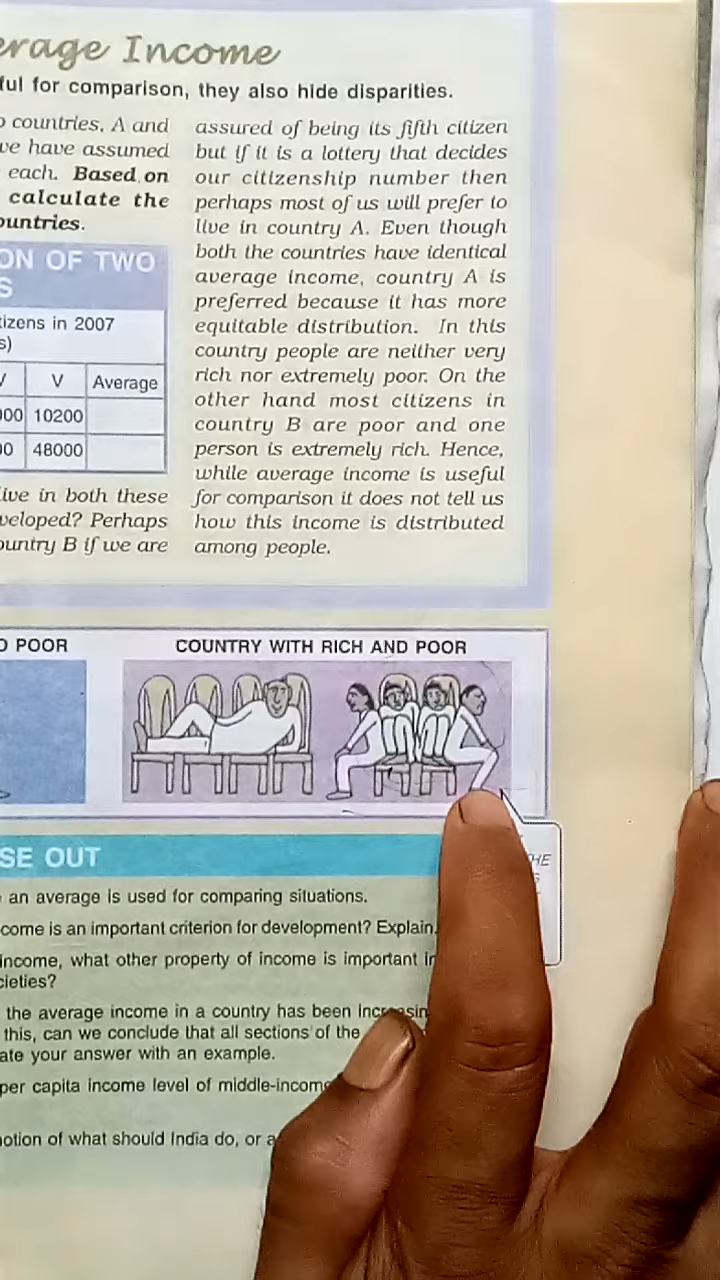 erage Income
ful for comparison, they also hide disparities.
countries, A and
ve have assumed
each. Based on
calculate the
ountries.
ON OF TWO
S
tizens in 2007
s)
V Average
000 10200
00 48000
live in both these
veloped? Perhaps
ountry B if we are
assured of being its fifth citizen
but if it is a lottery that decides
our citizenship number then
perhaps most of us will prefer to
live in country A. Even though
both the countries have identical
average income, country A is
preferred because it has more
equitable distribution. In this
country people are neither very
rich nor extremely poor. On the
other hand most citizens in
country B are poor and one
person is extremely rich. Hence,
while average income is useful
for comparison it does not tell us
how this income is distributed
among people.
D POOR
COUNTRY WITH RICH AND POOR
HE
SE OUT
an average is used for comparing situations.
come is an important criterion for development? Explain.
income, what other property of income is important in
cieties?
the average income in a country has been increasin
this, can we conclude that all sections of the
ate your answer with an example.
per capita income level of middle-income
notion of what should India do, or a